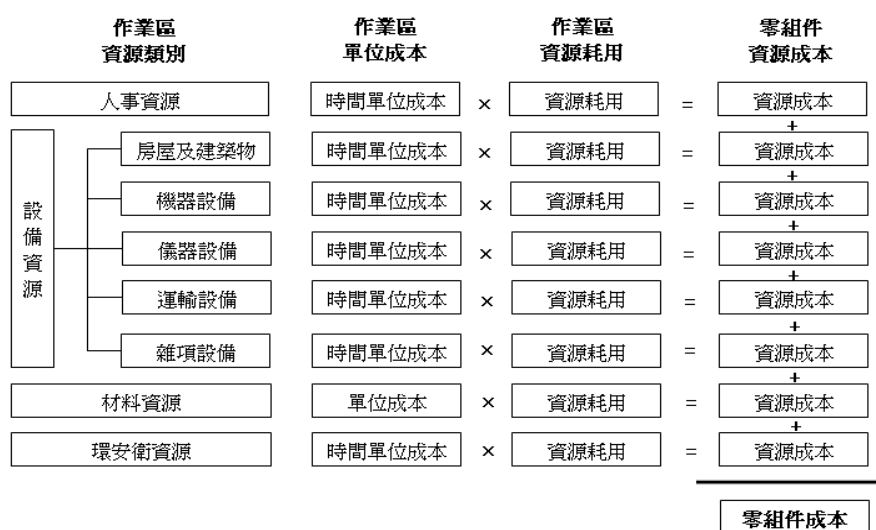 作業區 作業區 作業區 零組件
資源類別 單位成本 資源耗用 資源成本
人事資源 時間單位成本 × 資源耗用 = 資源成本
+
房屋及建築物 時間單位成本 × 資源耗用 = 資源成本
+
機器設備 時間單位成本 × 資源耗用 = 資源成本
+
設備資源
儀器設備 時間單位成本 × 資源耗用 = 資源成本
+
運輸設備 時間單位成本 × 資源耗用 = 資源成本
+
雜項設備 時間單位成本 × 資源耗用 = 資源成本
+
材料資源 單位成本 × 資源耗用 = 資源成本
+
環安衛資源 時間單位成本 × 資源耗用 = 資源成本
零組件成本